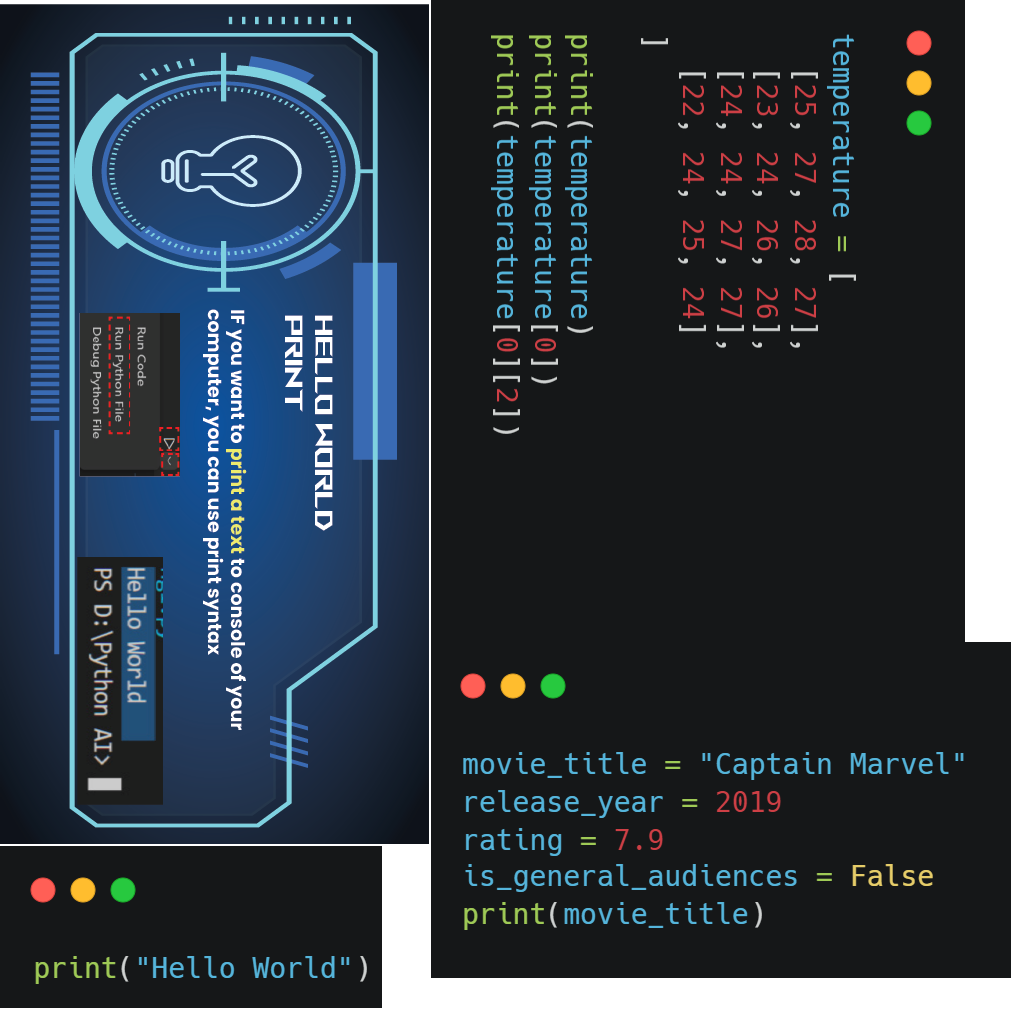 HELLO WORLD
PRINT
IF you want to print a text to console of your
computer, you can use print syntax
Run Code
Run Python File
Debug Python File
Hello World
PS D:\Python AI>
temperature = [
[25, 27, 28, 27],
[23, 24, 26, 26],
[24, 24, 27, 27],
[22, 24, 25, 24],
]
print(temperature)
print(temperature[0])
print(temperature[0][2])
movie_title = "Captain Marvel"
release_year = 2019
rating = 7.9
is_general_audiences = False
print(movie_title)
print("Hello World")